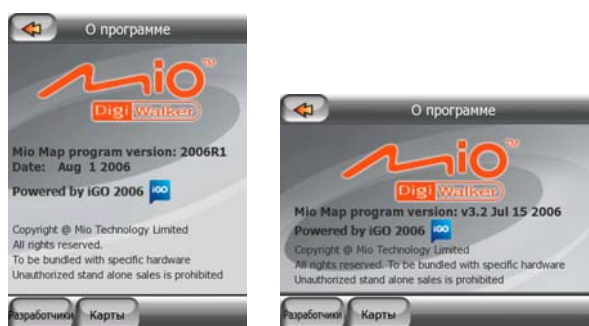 О программе
Mio
TM
Digi Walker
Mio Map program version: 2006R1
Date: Aug 1 2006
Powered by iGO 2006 iGO
Copyright @ Mio Technology Limited
All rights reserved.
To be bundled with specific hardware
Unauthorized stand alone sales is prohibited
Разработчики Карты
О программе
Mio
TM
Digi Walker
Mio Map program version: v3.2 Jul 15 2006
Powered by iGO 2006 iGO
Copyright @ Mio Technology Limited
All rights reserved. To be bundled with specific hardware
Unauthorized stand alone sales is prohibited
Разработчики Карты